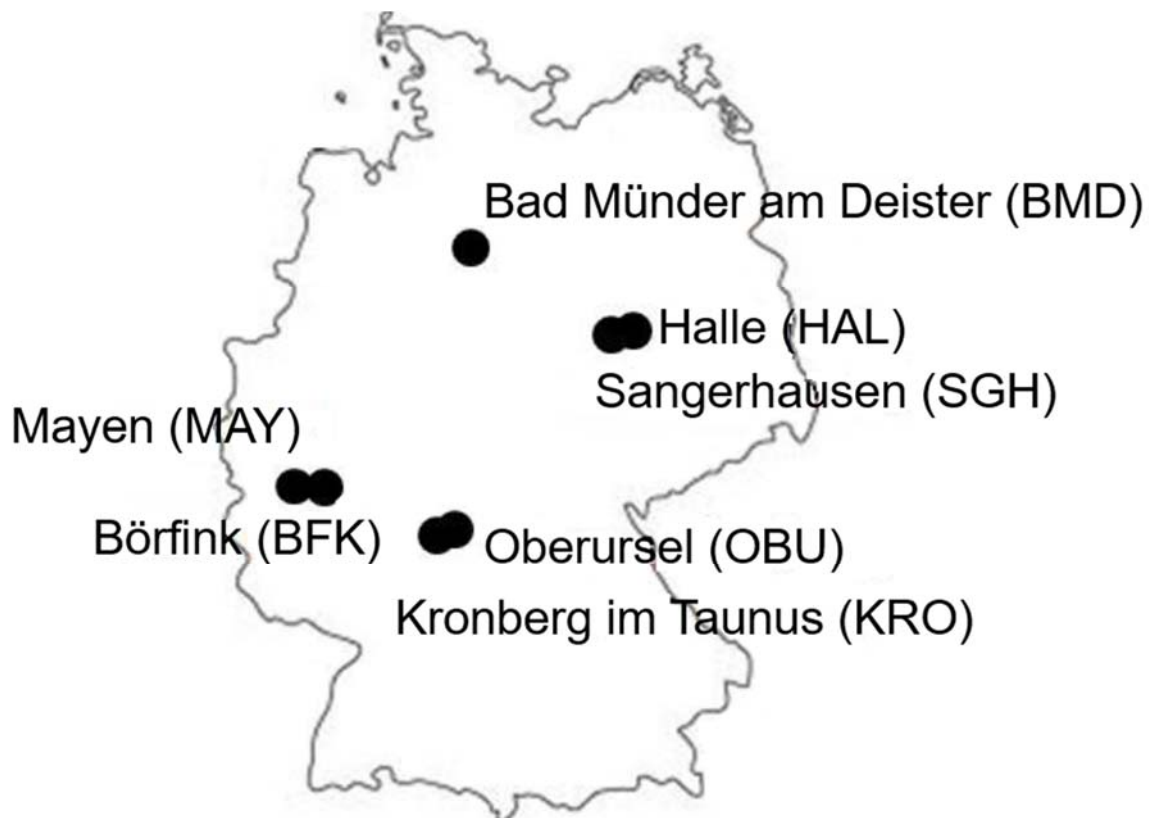 Bad Münder am Deister (BMD)
Halle (HAL)
Sangerhausen (SGH)
Mayen (MAY)
Börfink (BFK)
Oberursel (OBU)
Kronberg im Taunus (KRO)